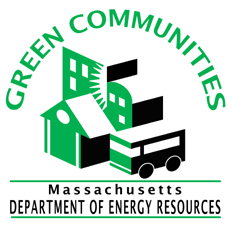 GREEN COMMUNITIES
Massachusetts
DEPARTMENT OF ENERGY RESOURCES